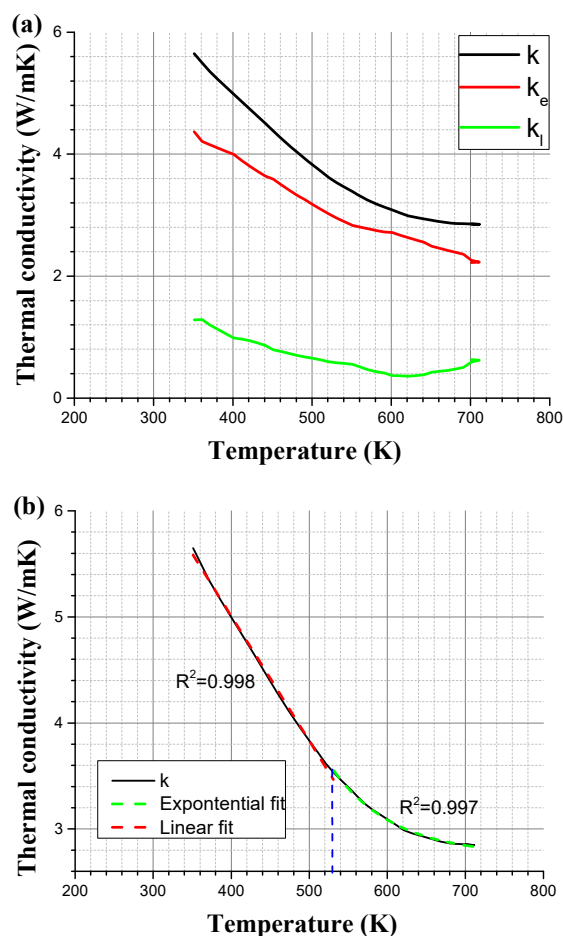 (a)
6
4
2
0
Thermal conductivity (W/mK)
k
kₑ
kₗ
200 300 400 500 600 700 800
Temperature (K)
(b)
6
5
4
3
Thermal conductivity (W/mK)
R²=0.998
k
Expontential fit
Linear fit
R²=0.997
200 300 400 500 600 700 800
Temperature (K)